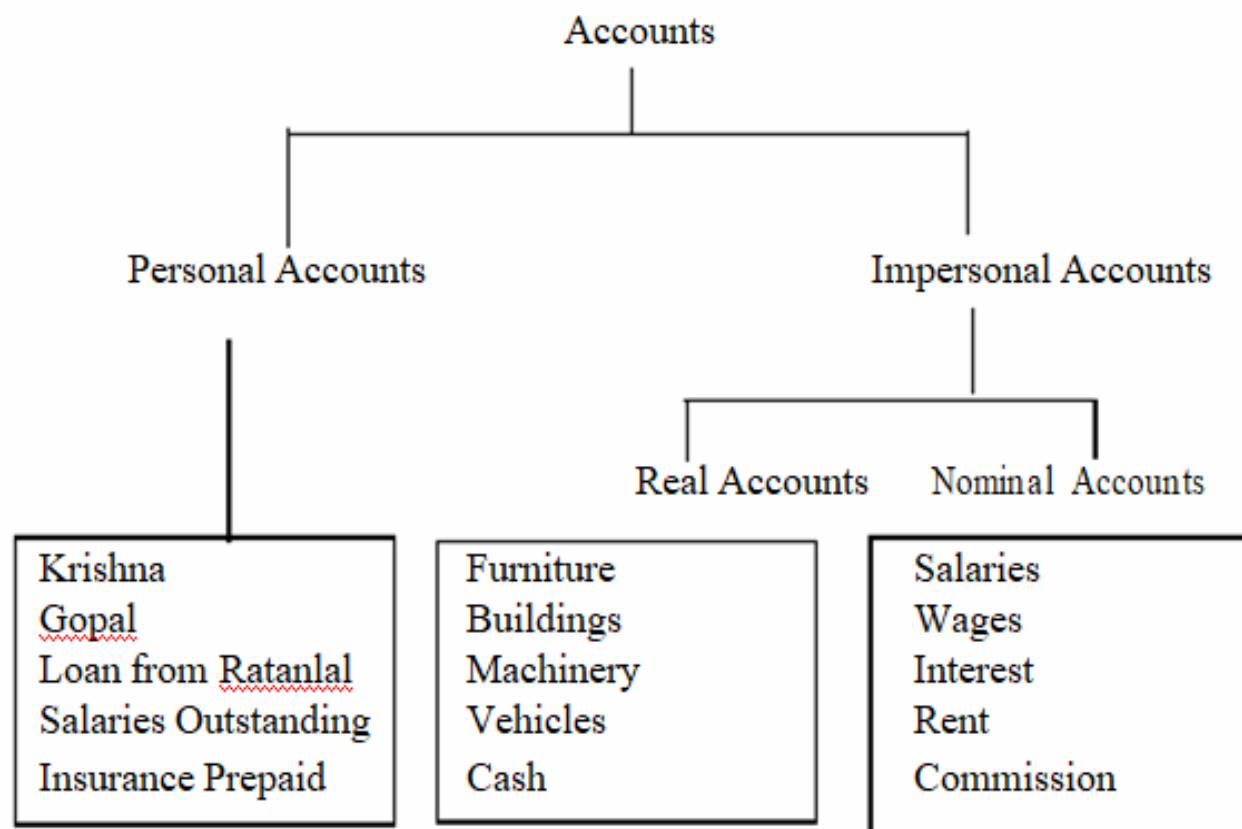 Accounts
Personal Accounts
Impersonal Accounts
Real Accounts
Nominal Accounts
Krishna
Gopal
Loan from Ratanlal
Salaries Outstanding
Insurance Prepaid
Furniture
Buildings
Machinery
Vehicles
Cash
Salaries
Wages
Interest
Rent
Commission